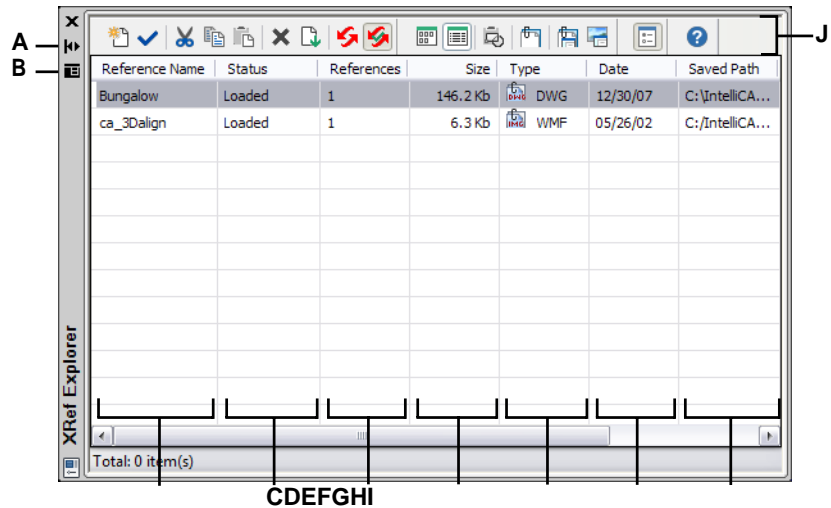 A
B
J
Reference Name Status References Size Type Date Saved Path
Bungalow Loaded 1 146.2 Kb DWG 12/30/07 C:\IntelliCA...
ca_3Dalign Loaded 1 6.3 Kb WMF 05/26/02 C:/IntelliCA...
XRef Explorer
Total: 0 item(s)
CDEFGHI